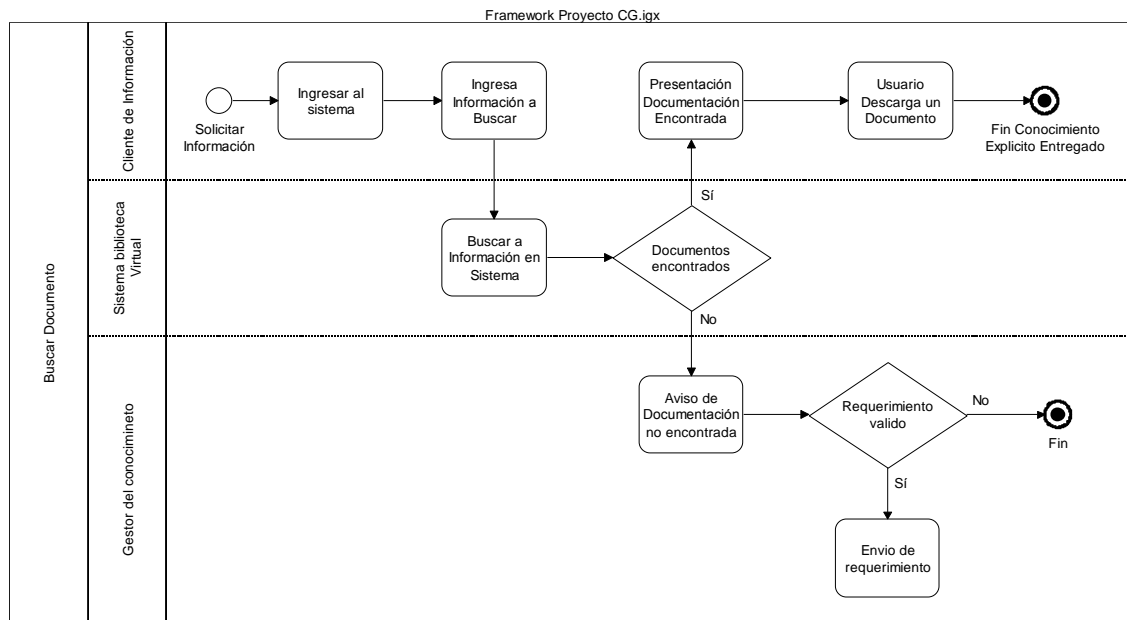 Framework Proyecto CG.igx
Buscar Documento
Cliente de Información
Solicitar
Información
Ingresar al
sistema
Ingresa
Información a
Buscar
Presentación
Documentación
Encontrada
Usuario
Descarga un
Documento
Fin Conocimiento
Explicito Entregado
Sistema biblioteca
Virtual
Buscar a
Información en
Sistema
Documentos
encontrados
Sí
No
Gestor del conocimineto
Aviso de
Documentación
no encontrada
Requerimiento
valido
No
Fin
Sí
Envio de
requerimiento